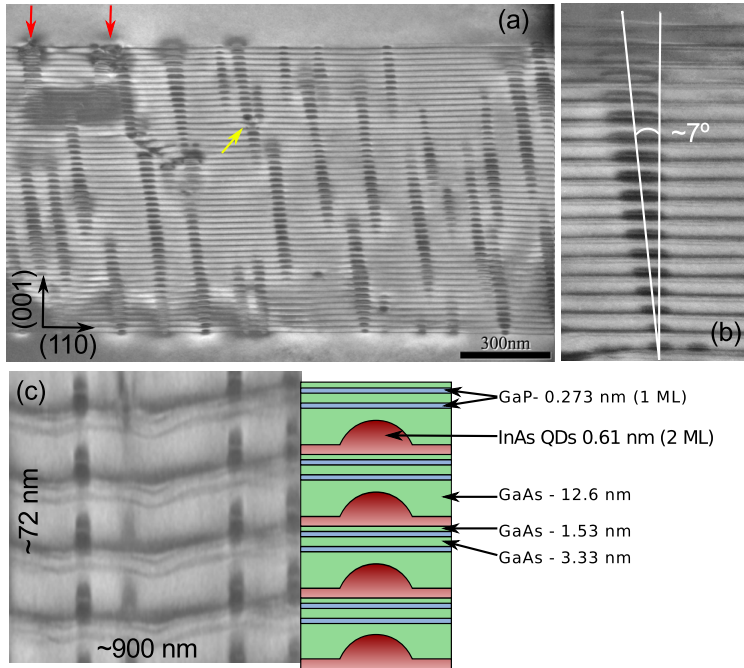 (a)
(001)
(110)
300nm
~7º
(b)
(c)
~72 nm
~900 nm
GaP- 0.273 nm (1 ML)
InAs QDs 0.61 nm (2 ML)
GaAs - 12.6 nm
GaAs - 1.53 nm
GaAs - 3.33 nm